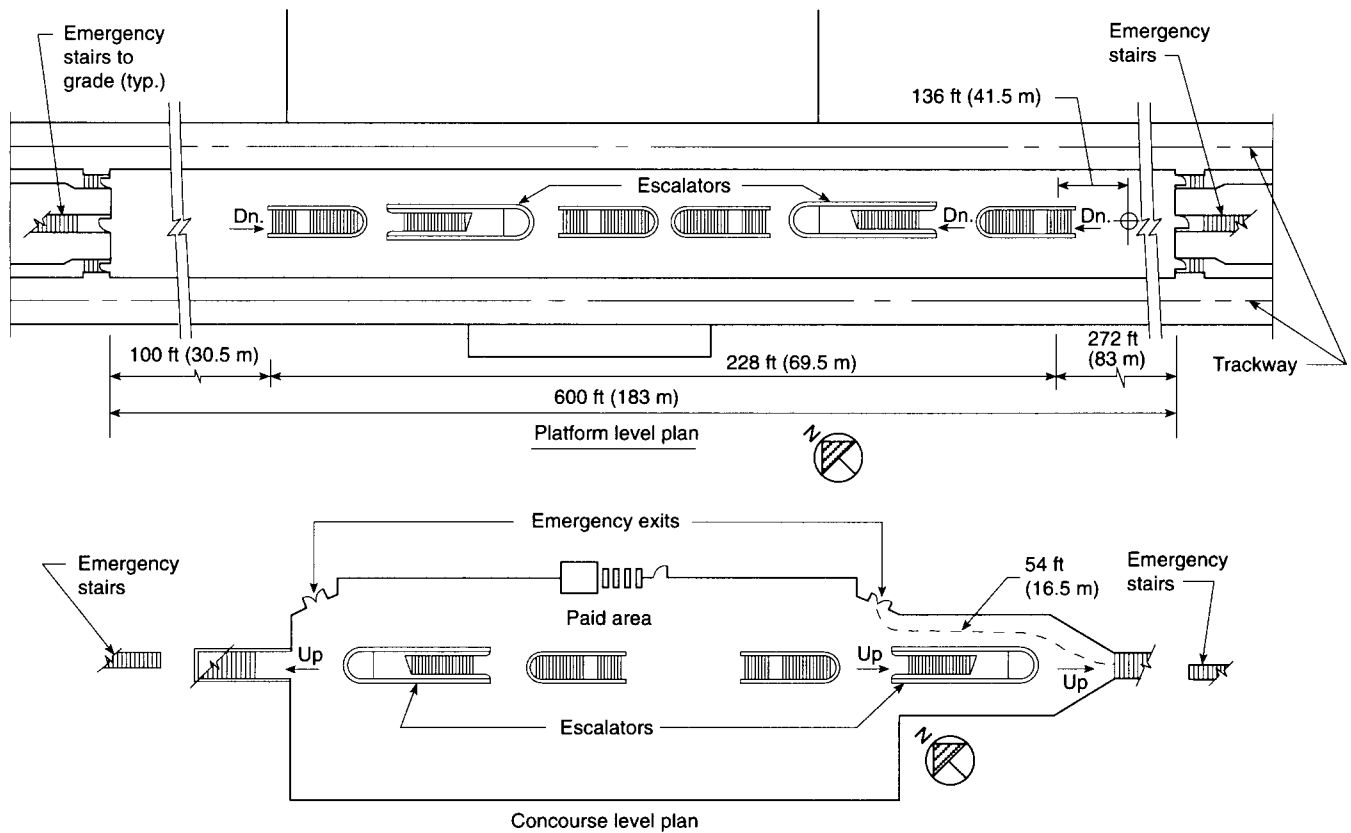 Emergency
stairs to
grade (typ.)
Emergency
stairs
136 ft (41.5 m)
Escalators
Dn.
Dn.
Dn.
100 ft (30.5 m)
228 ft (69.5 m)
272 ft
(83 m)
Trackway
600 ft (183 m)
Platform level plan
N
Emergency exits
Emergency
stairs
54 ft
(16.5 m)
Emergency
stairs
Paid area
Up
Up
Up
Escalators
N
Concourse level plan